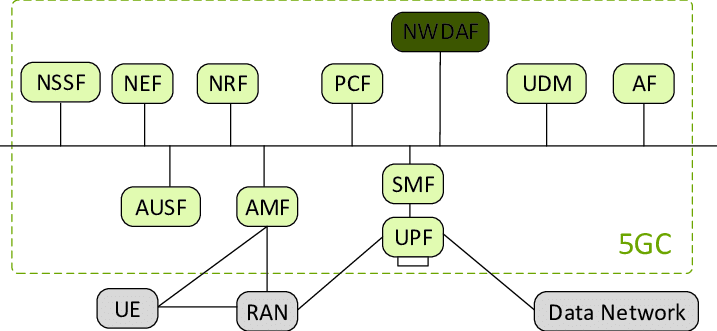 NWDAF
NSSF
NEF
NRF
PCF
UDM
AF
AUSF
AMF
SMF
UPF
5GC
UE
RAN
Data Network